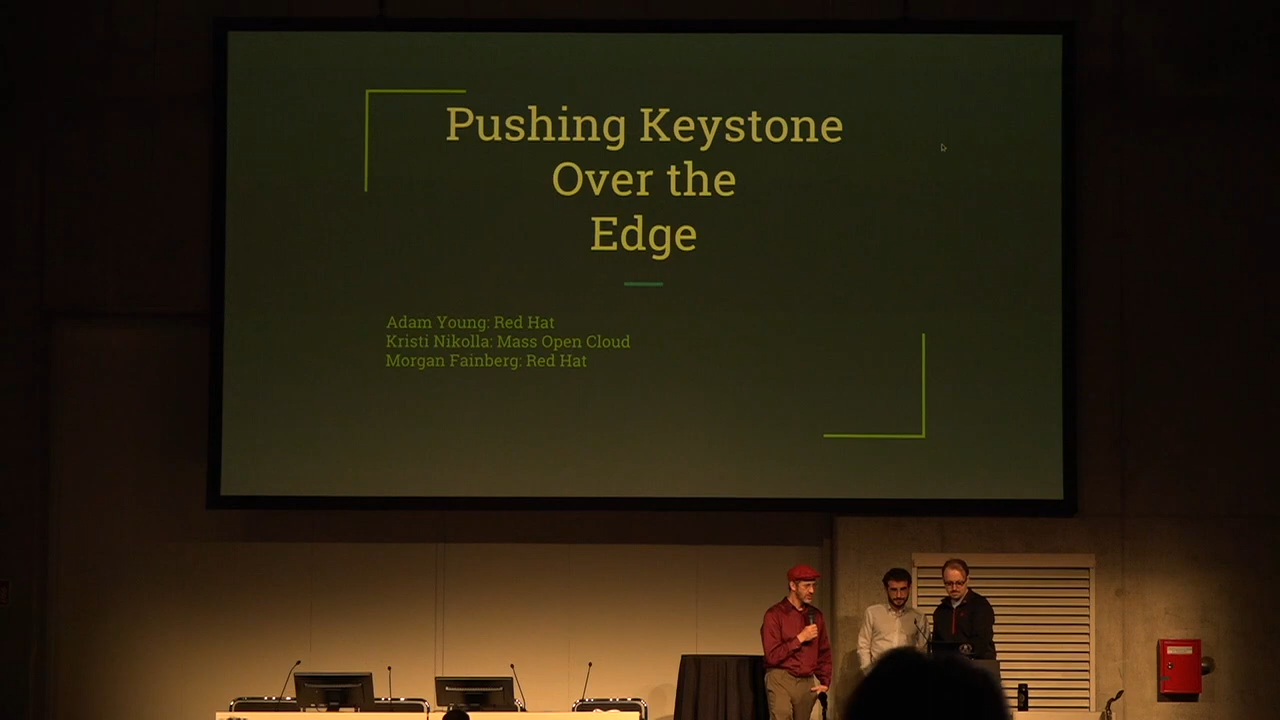 Pushing Keystone
Over the
Edge
Adam Young: Red Hat
Kristi Nikolla: Mass Open Cloud
Morgan Fainberg: Red Hat